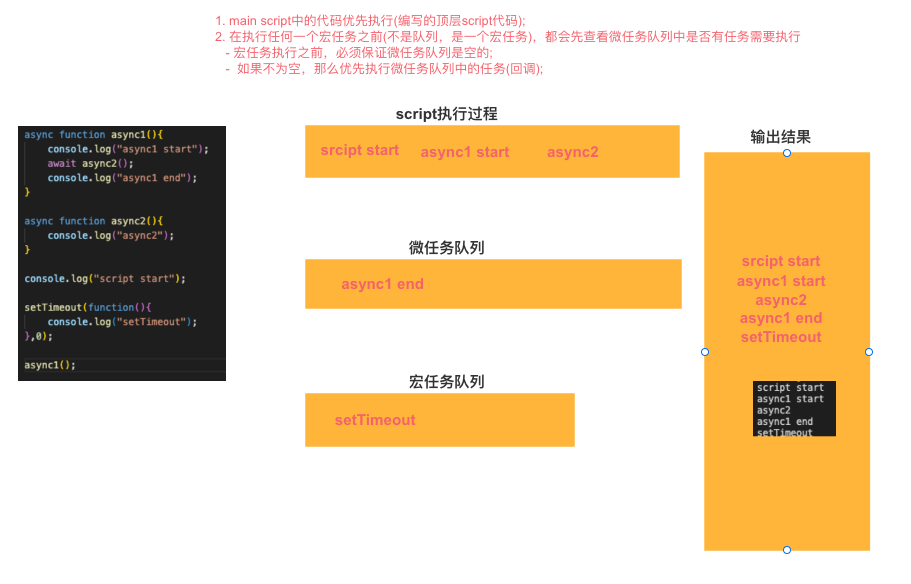 1. main script中的代码优先执行(编写的顶层script代码);
2. 在执行任何一个宏任务之前(不是队列，是一个宏任务)，都会先查看微任务队列中是否有任务需要执行
- 宏任务执行之前，必须保证微任务队列是空的;
- 如果不为空，那么优先执行微任务队列中的任务(回调);
async function async1(){
console.log("async1 start");
await async2();
console.log("async1 end");
}
async function async2(){
console.log("async2");
}
console.log("script start");
setTimeout(function(){
console.log("setTimeout");
},0);
async1();
script执行过程
srcipt start async1 start async2
微任务队列
async1 end
宏任务队列
setTimeout
输出结果
srcipt start
async1 start
async2
async1 end
setTimeout
script start
async1 start
async2
async1 end
setTimeout